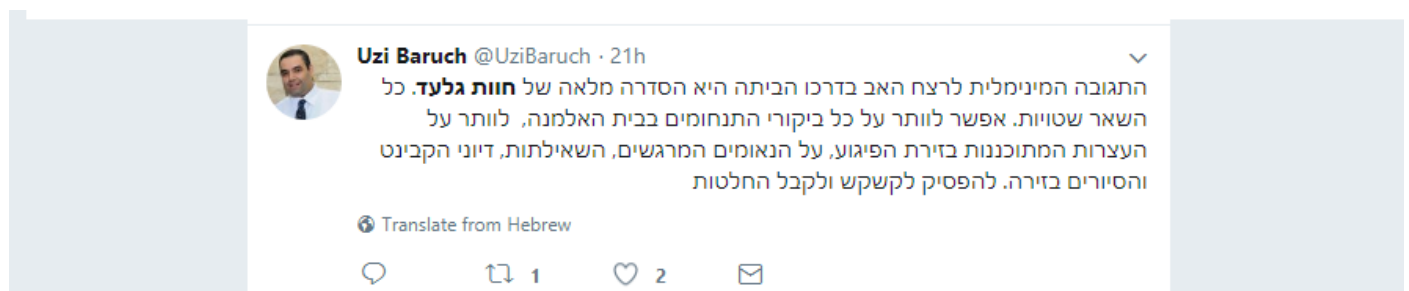 Uzi Baruch @UziBaruch · 21h
התגובה המינימלית לרצח האב בדרכו הביתה היא הסדרה מלאה של חוות גלעד. כל
השאר שטויות. אפשר לוותר על כל ביקורי התנחומים בבית האלמנה, לוותר על
העצרות המתוכננות בזירת הפיגוע, על הנאומים המרגשים, השאילתות, דיוני הקבינט
והסיורים בזירה. להפסיק לקשקש ולקבל החלטות
Translate from Hebrew
1 2